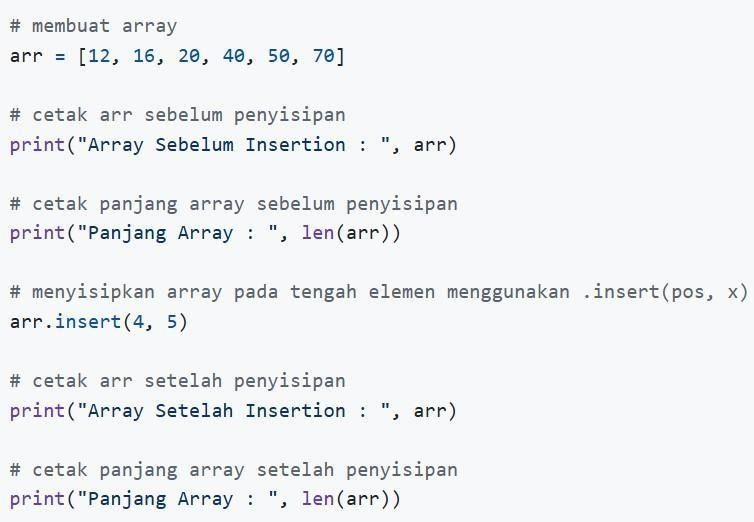 # membuat array
arr = [12, 16, 20, 40, 50, 70]
# cetak arr sebelum penyisipan
print("Array Sebelum Insertion : ", arr)
# cetak panjang array sebelum penyisipan
print("Panjang Array : ", len(arr))
# menyisipkan array pada tengah elemen menggunakan .insert(pos, x)
arr.insert(4, 5)
# cetak arr setelah penyisipan
print("Array Setelah Insertion : ", arr)
# cetak panjang array setelah penyisipan
print("Panjang Array : ", len(arr))